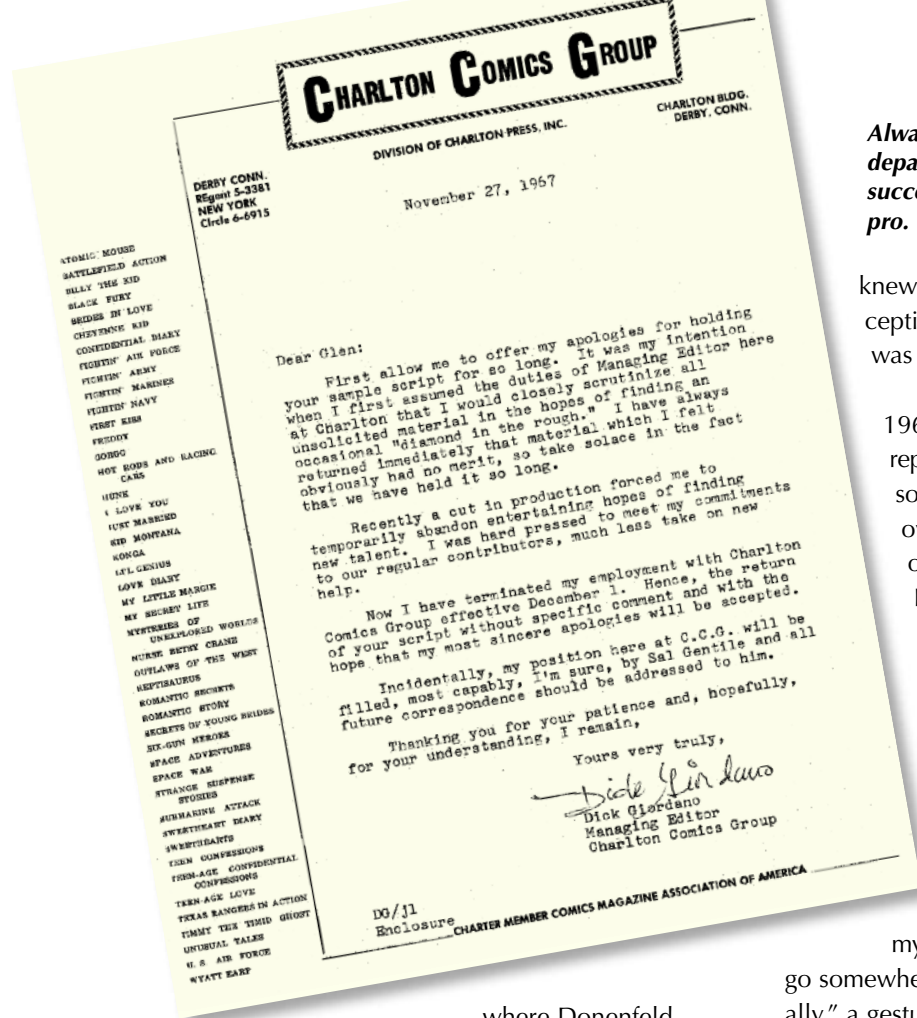 CHARLTON COMICS GROUP
DIVISION OF CHARLTON PRESS, INC.
CHARLTON BLDG.
DERBY, CONN.
DERBY CONN.
REgent 5-3381
NEW YORK
CIrcle 6-6915
November 27, 1967
ATOMIC MOUSE
BATTLEFIELD ACTION
BILLY THE KID
BLACK FURY
BRIDES IN LOVE
CHEYENNE KID
CONFIDENTIAL DIARY
FIGHTIN' AIR FORCE
FIGHTIN' ARMY
FIGHTIN' MARINES
FIGHTIN' NAVY
FIRST KISS
FREDDY
GORGO
HOT RODS AND RACING
CARS
HUNK
I LOVE YOU
JUST MARRIED
KID MONTANA
KONGA
LI'L GENIUS
LOVE DIARY
MY LITTLE MARGIE
MY SECRET LIFE
MYSTERIES OF
UNEXPLORED WORLDS
NURSE BETSY CRANE
OUTLAWS OF THE WEST
REPTISAURUS
ROMANTIC SECRETS
ROMANTIC STORY
SECRETS OF YOUNG BRIDES
SIX-GUN HEROES
SPACE ADVENTURES
SPACE WAR
STRANGE SUSPENSE
STORIES
SUBMARINE ATTACK
SWEETHEART DIARY
SWEETHEARTS
TEEN CONFESSIONS
TEEN-AGE CONFIDENTIAL
CONFESSIONS
TEEN-AGE LOVE
TEXAS RANGERS IN ACTION
TIMMY THE TIMID GHOST
UNUSUAL TALES
U. S. AIR FORCE
WYATT EARP
Dear Glen:
First allow me to offer my apologies for holding
your sample script for so long. It was my intention
when I first assumed the duties of Managing Editor here
at Charlton that I would closely scrutinize all
unsolicited material in the hopes of finding an
occasional "diamond in the rough." I have always
returned immediately that material which I felt
obviously had no merit, so take solace in the fact
that we have held it so long.
Recently a cut in production forced me to
temporarily abandon entertaining hopes of finding
new talent. I was hard pressed to meet my commitments
to our regular contributors, much less take on new
help.
Now I have terminated my employment with Charlton
Comics Group effective December 1. Hence, the return
of your script without specific comment and with the
hope that my most sincere apologies will be accepted.
Incidentally, my position here at C.C.G. will be
filled, most capably, I'm sure, by Sal Gentile and all
future correspondence should be addressed to him.
Thanking you for your patience and, hopefully,
for your understanding, I remain,
Yours very truly,
Dick Giordano
Dick Giordano
Managing Editor
Charlton Comics Group
DG/jl
Enclosure
CHARTER MEMBER COMICS MAGAZINE ASSOCIATION OF AMERICA
Alwa
depa
succe
pro.
knew
cepti
was
196
rep
so
o
my
go somewhe
ally," a gestu
where Donenfeld